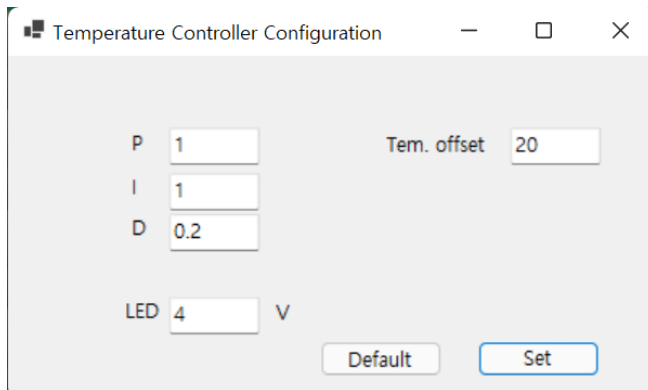 Temperature Controller Configuration
P 1 Tem. offset 20
I 1
D 0.2
LED 4 V
Default Set